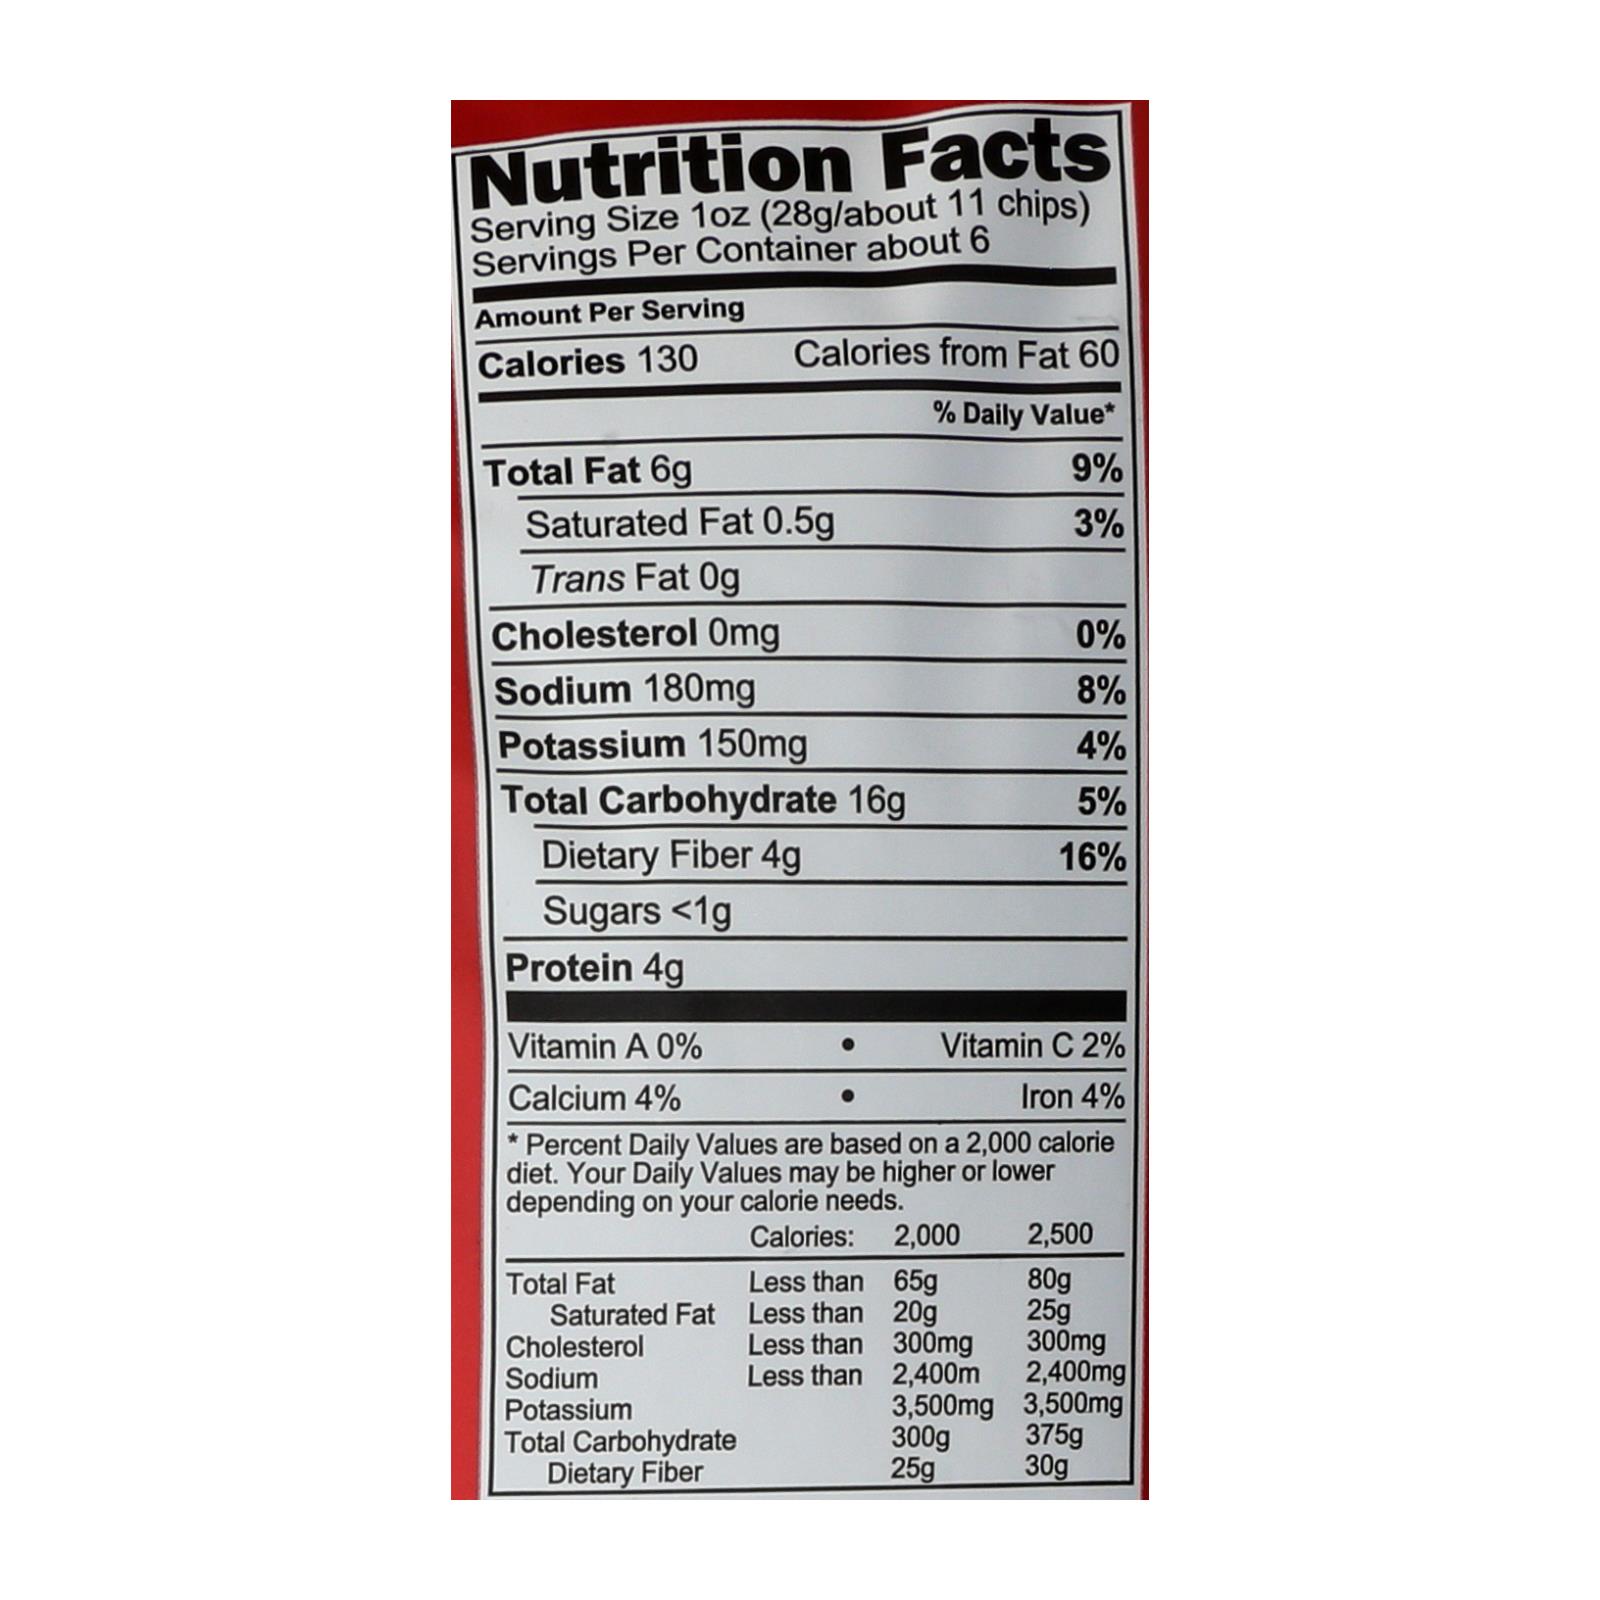 Nutrition Facts
Serving Size 1oz (28g/about 11 chips)
Servings Per Container about 6
Amount Per Serving
Calories 130 Calories from Fat 60
% Daily Value*
Total Fat 6g 9%
Saturated Fat 0.5g 3%
Trans Fat 0g
Cholesterol 0mg 0%
Sodium 180mg 8%
Potassium 150mg 4%
Total Carbohydrate 16g 5%
Dietary Fiber 4g 16%
Sugars <1g
Protein 4g
Vitamin A 0% • Vitamin C 2%
Calcium 4% • Iron 4%
* Percent Daily Values are based on a 2,000 calorie
diet. Your Daily Values may be higher or lower
depending on your calorie needs.
Calories: 2,000 2,500
Total Fat Less than 65g 80g
Saturated Fat Less than 20g 25g
Cholesterol Less than 300mg 300mg
Sodium Less than 2,400m 2,400mg
Potassium 3,500mg 3,500mg
Total Carbohydrate 300g 375g
Dietary Fiber 25g 30g